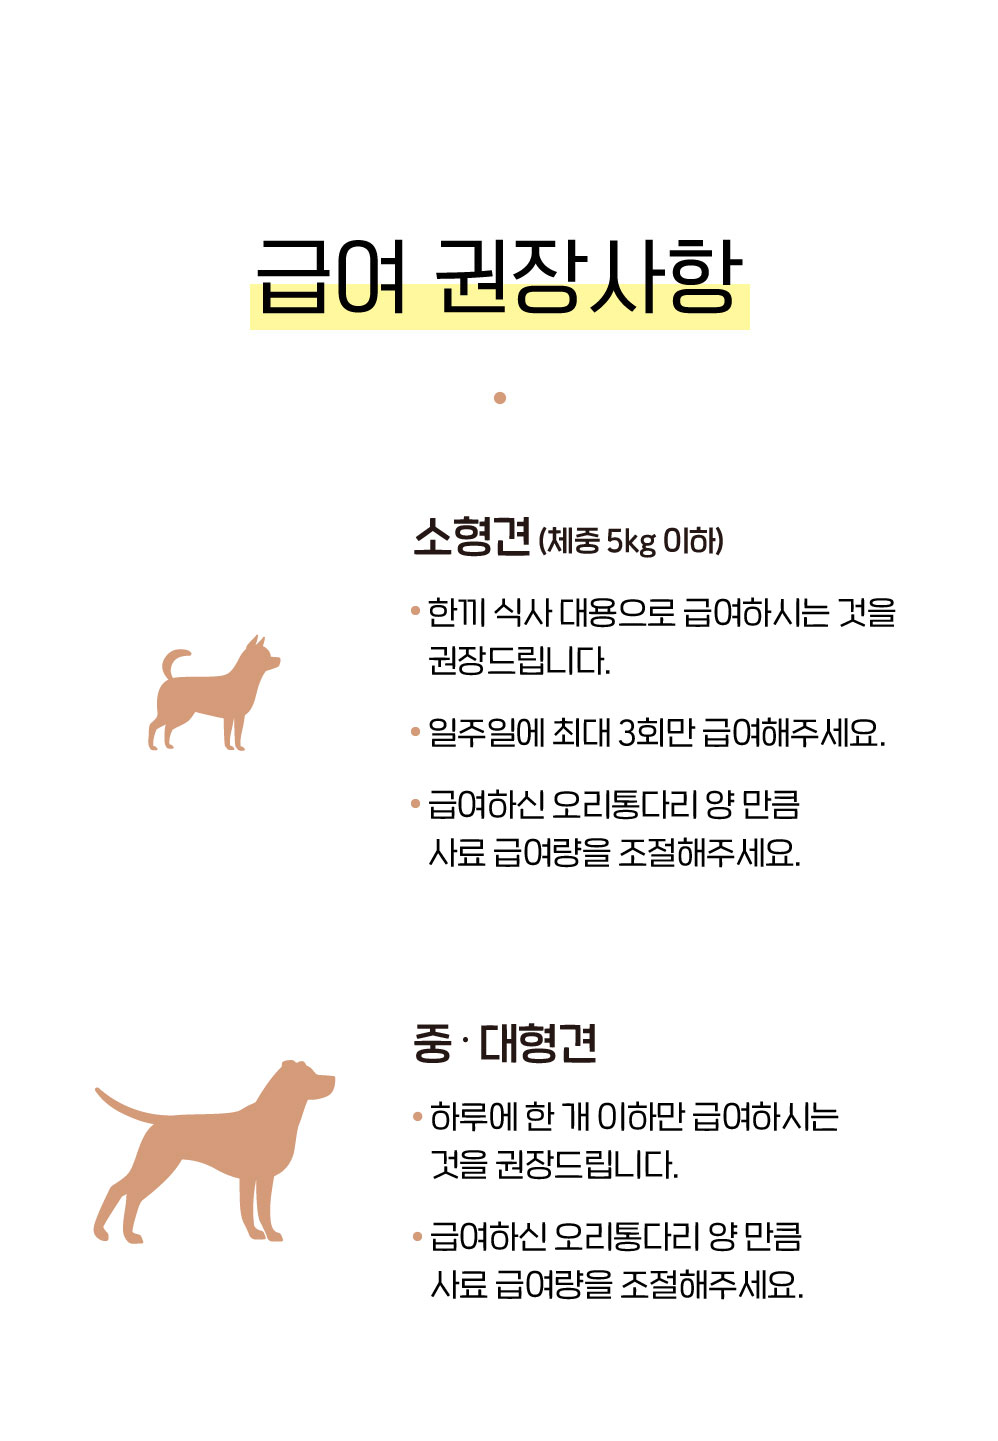 급여 권장사항
소형견 (체중 5kg 이하)
• 한끼 식사 대용으로 급여하시는 것을
권장드립니다.
• 일주일에 최대 3회만 급여해주세요.
• 급여하신 오리통다리 양 만큼
사료 급여량을 조절해주세요.
중 · 대형견
• 하루에 한 개 이하만 급여하시는
것을 권장드립니다.
• 급여하신 오리통다리 양 만큼
사료 급여량을 조절해주세요.